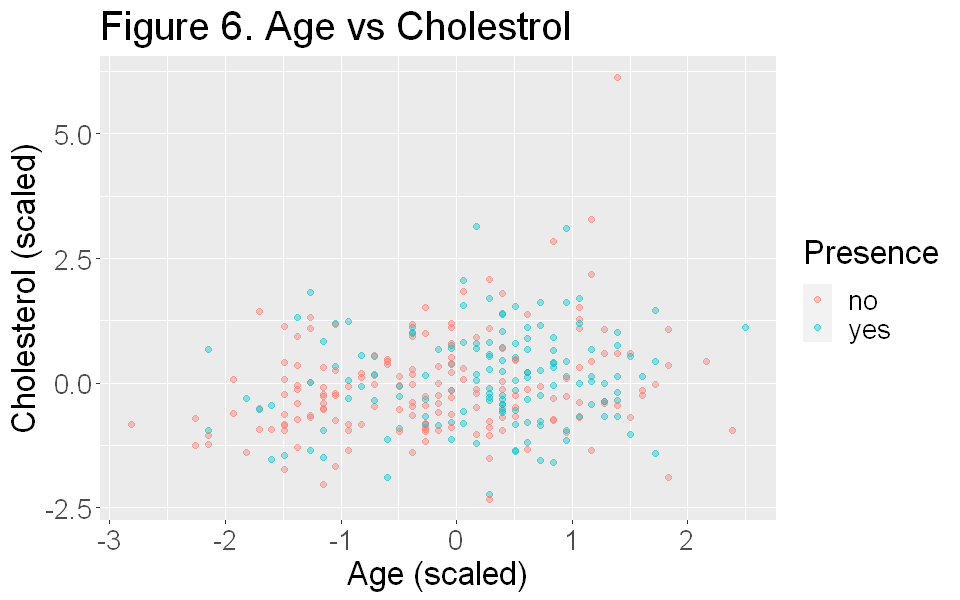 Figure 6. Age vs Cholestrol
Cholesterol (scaled)
5.0
2.5
0.0
-2.5
-3 -2 -1 0 1 2
Age (scaled)
Presence
no
yes